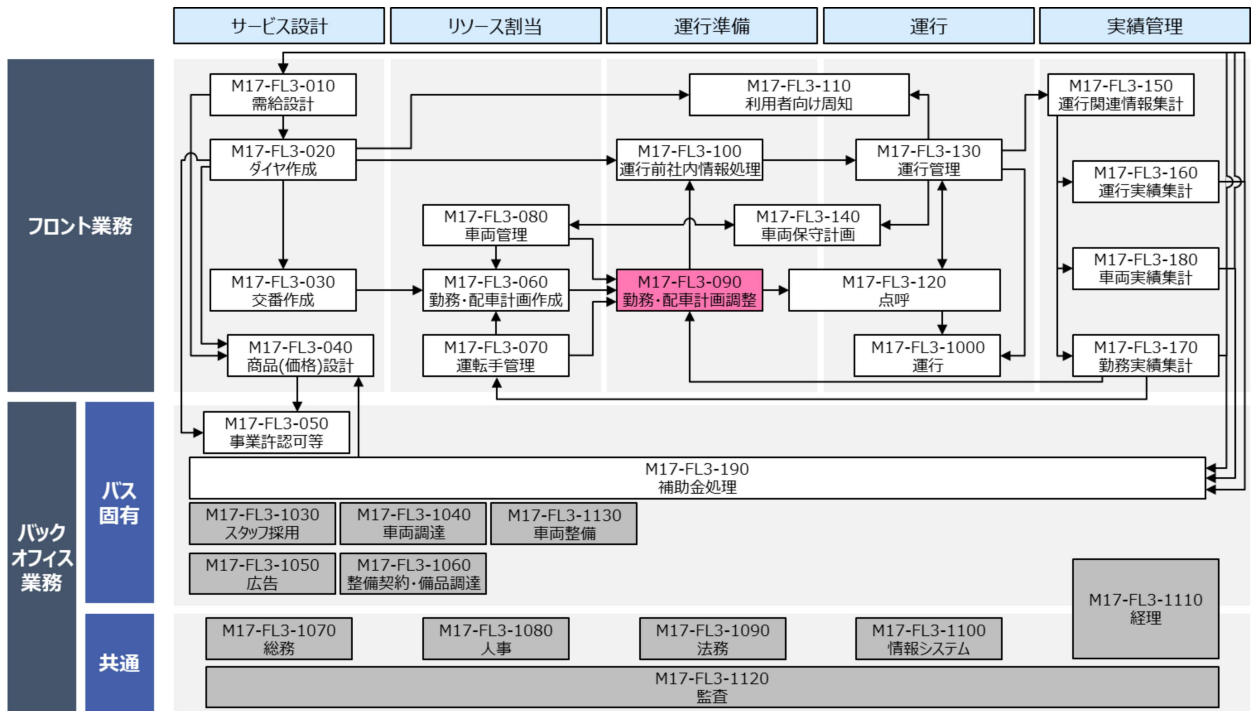 サービス設計
リソース割当
運行準備
運行
実績管理
フロント業務
M17-FL3-010
需給設計
M17-FL3-110
利用者向け周知
M17-FL3-150
運行関連情報集計
M17-FL3-020
ダイヤ作成
M17-FL3-100
運行前社内情報処理
M17-FL3-130
運行管理
M17-FL3-160
運行実績集計
M17-FL3-080
車両管理
M17-FL3-140
車両保守計画
M17-FL3-030
交番作成
M17-FL3-060
勤務・配車計画作成
M17-FL3-090
勤務・配車計画調整
M17-FL3-120
点呼
M17-FL3-180
車両実績集計
M17-FL3-040
商品(価格)設計
M17-FL3-070
運転手管理
M17-FL3-1000
運行
M17-FL3-170
勤務実績集計
バック
オフィス
業務
バス
固有
M17-FL3-050
事業許認可等
M17-FL3-190
補助金処理
M17-FL3-1030
スタッフ採用
M17-FL3-1040
車両調達
M17-FL3-1130
車両整備
M17-FL3-1050
広告
M17-FL3-1060
整備契約・備品調達
M17-FL3-1110
経理
共通
M17-FL3-1070
総務
M17-FL3-1080
人事
M17-FL3-1090
法務
M17-FL3-1100
情報システム
M17-FL3-1120
監査